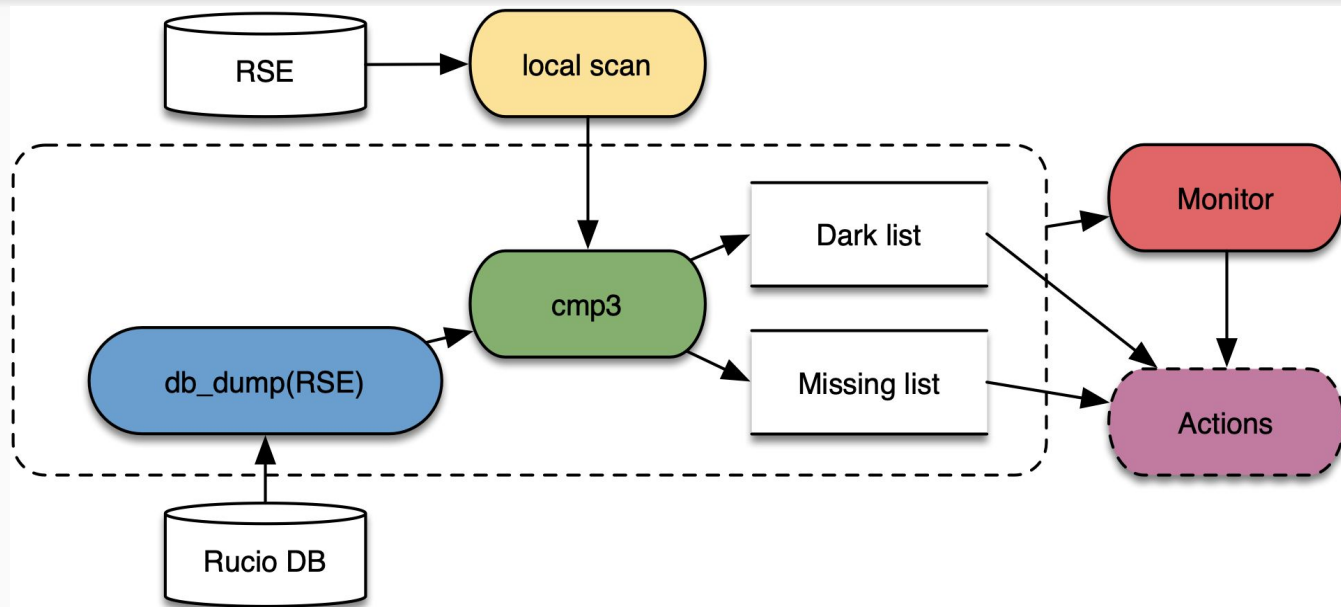 RSE
local scan
Monitor
Dark list
cmp3
Missing list
db_dump(RSE)
Actions
Rucio DB